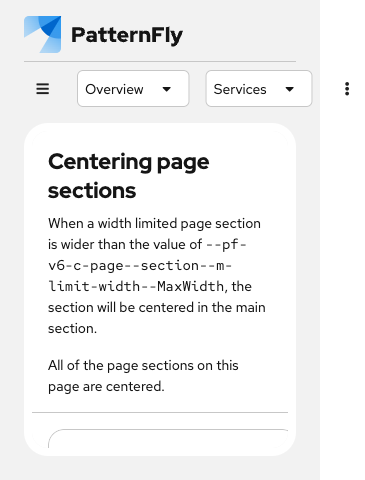 PatternFly
Overview Services
Centering page
sections
When a width limited page section
is wider than the value of --pf-
v6-c-page--section--m-
limit-width--MaxWidth, the
section will be centered in the main
section.
All of the page sections on this
page are centered.